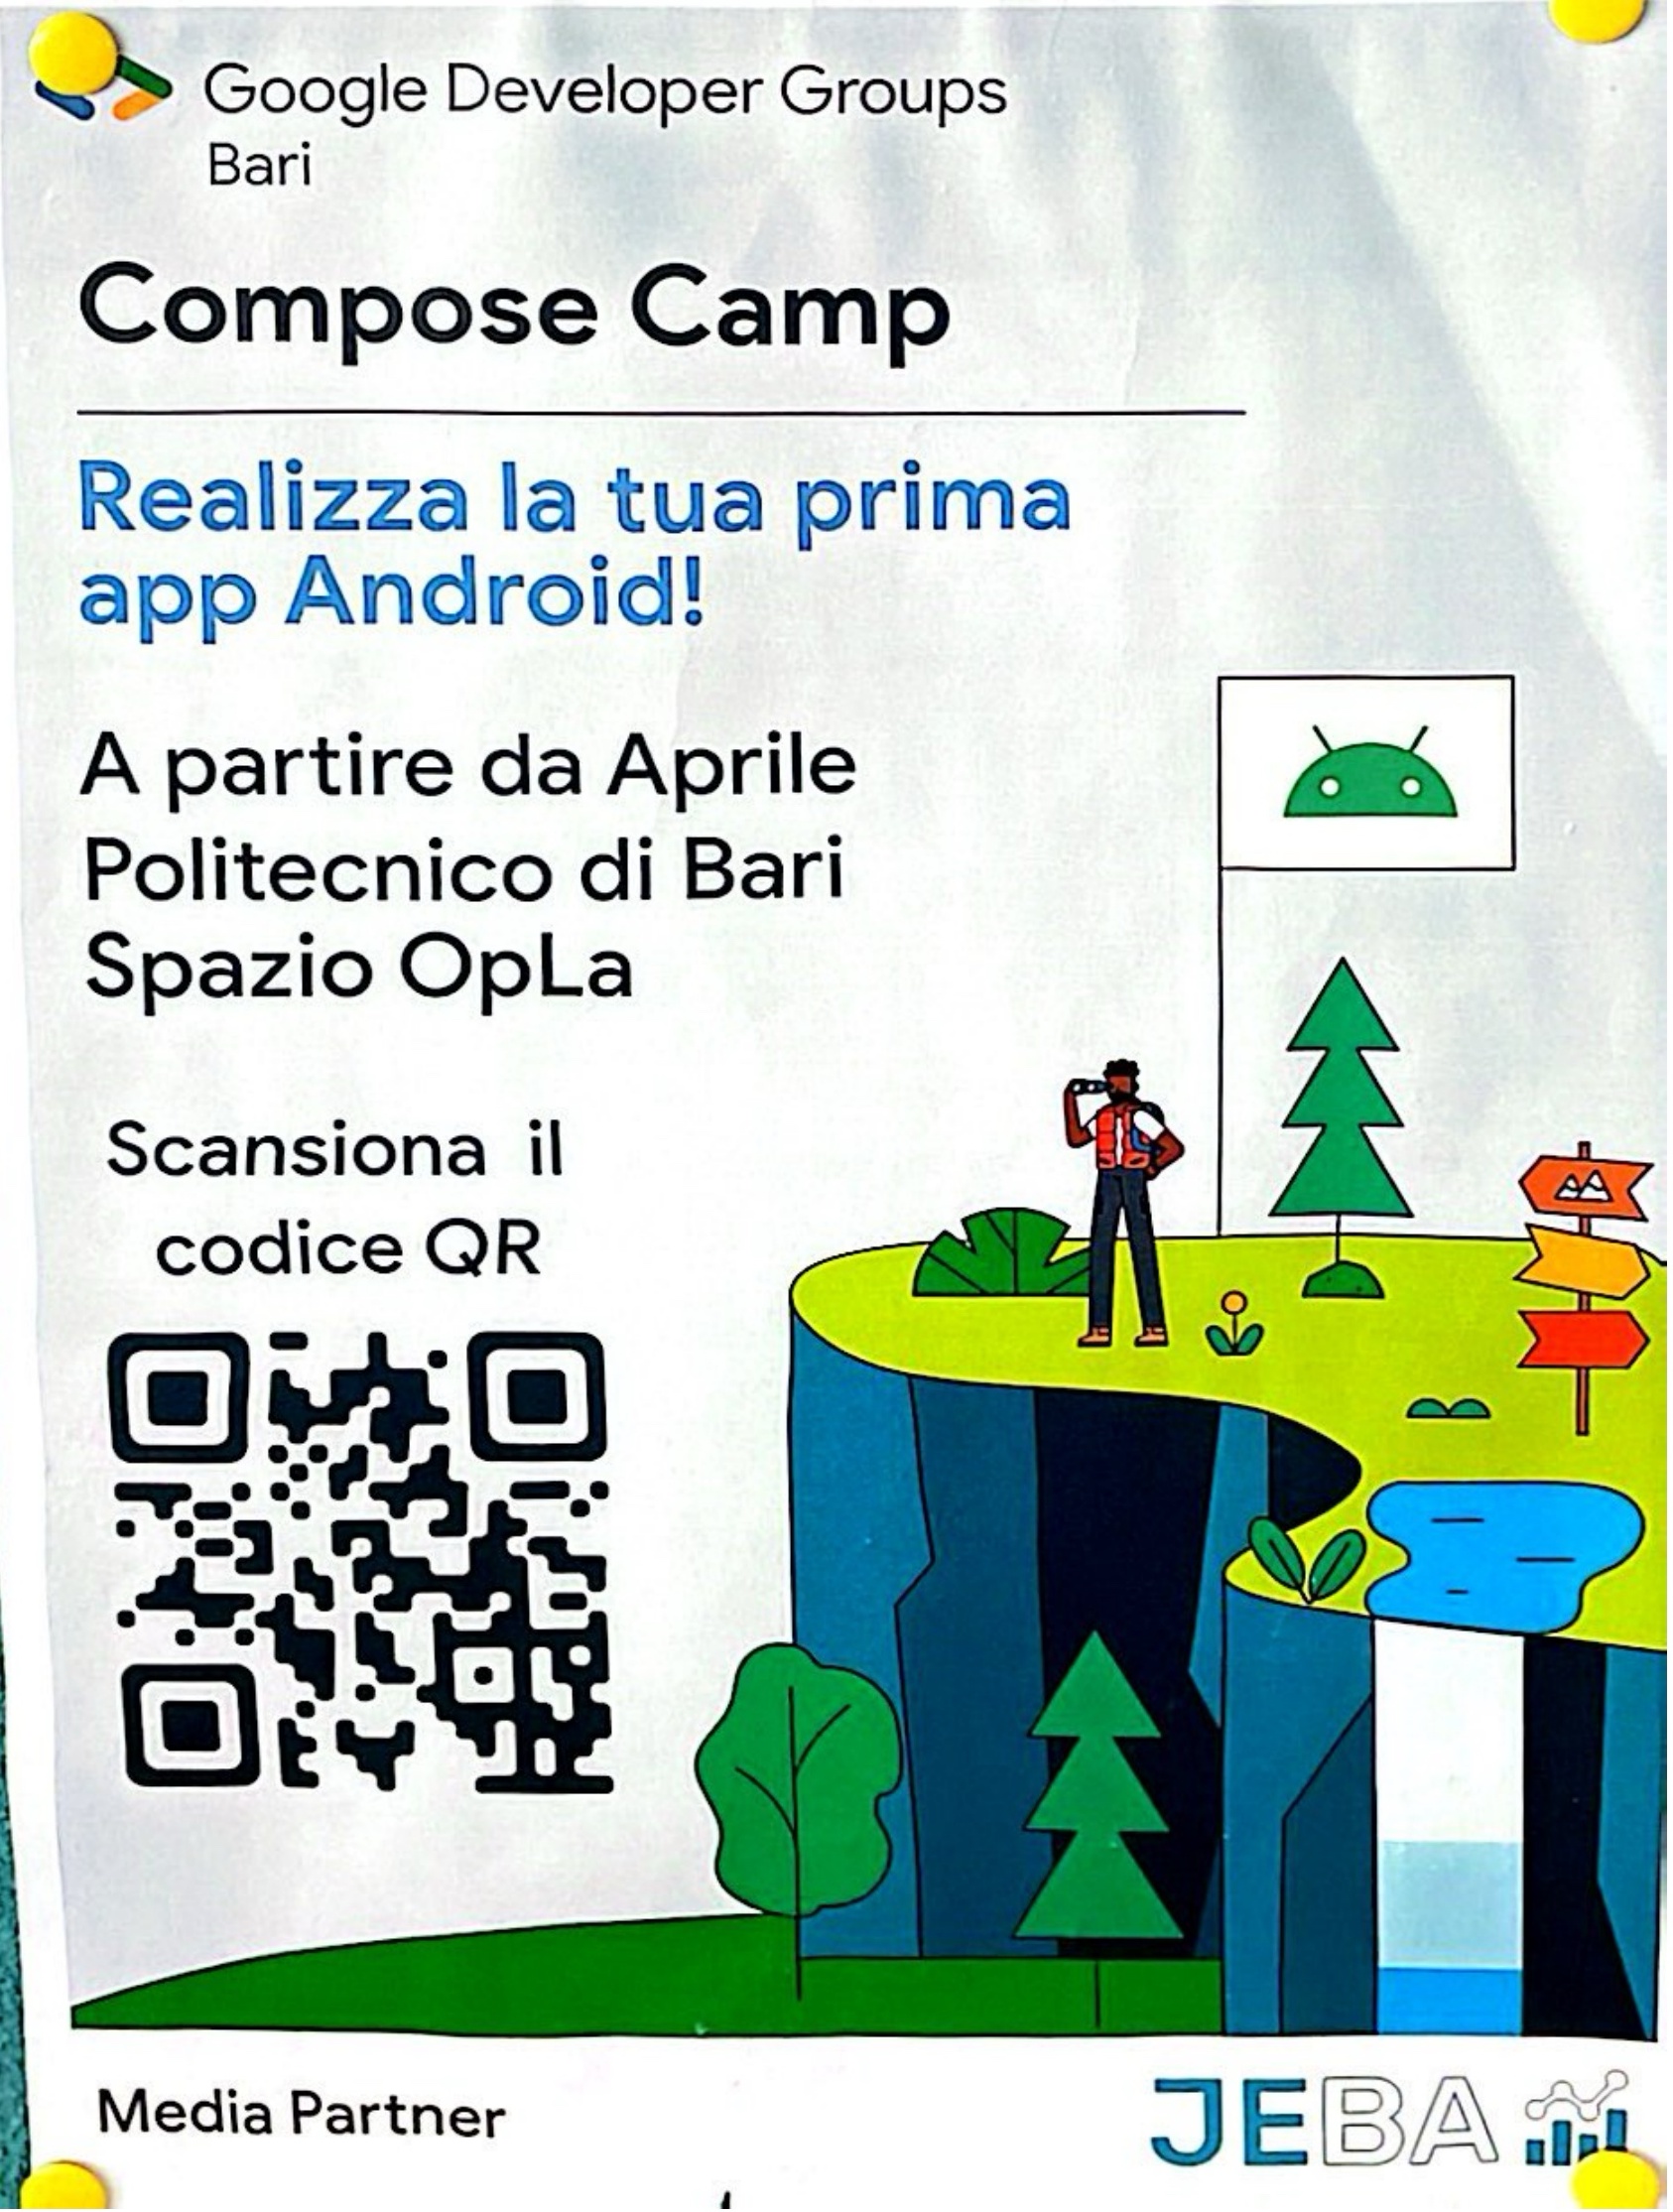 Google Developer Groups
Bari
Compose Camp
Realizza la tua prima
app Android!
A partire da Aprile
Politecnico di Bari
Spazio OpLa
Scansiona il
codice QR
Media Partner
JEBA